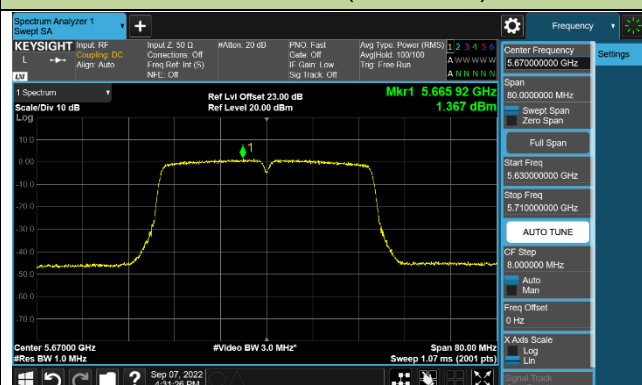 Spectrum Analyzer 1
Swept SA
Frequency
KEYSIGHT
L
Input: RF
Coupling: DC
Align: Auto
Input Z: 50 Ω
Corrections: Off
Freq Ref: Int (S)
NFE: Off
#Atten: 20 dB
PNO: Fast
Gate: Off
IF Gain: Low
Sig Track: Off
Avg Type: Power (RMS)
Avg|Hold: 100/100
Trig: Free Run
1 2 3 4 5 6
A W W W W W
A N N N N N
LXI
1 Spectrum
Scale/Div 10 dB
Log
Ref Lvl Offset 23.00 dB
Ref Level 20.00 dBm
Mkr1 5.665 92 GHz
1.367 dBm
1
10.0
0.00
-10.0
-20.0
-30.0
-40.0
-50.0
-60.0
-70.0
Center 5.67000 GHz
#Res BW 1.0 MHz
#Video BW 3.0 MHz*
Span 80.00 MHz
Sweep 1.07 ms (2001 pts)
Center Frequency
5.670000000 GHz
Settings
Span
80.0000000 MHz
Swept Span
Zero Span
Full Span
Start Freq
5.630000000 GHz
Stop Freq
5.710000000 GHz
AUTO TUNE
CF Step
8.000000 MHz
Auto
Man
Freq Offset
0 Hz
X Axis Scale
Log
Lin
Signal Track
?
Sep 07, 2022
4:31:26 PM